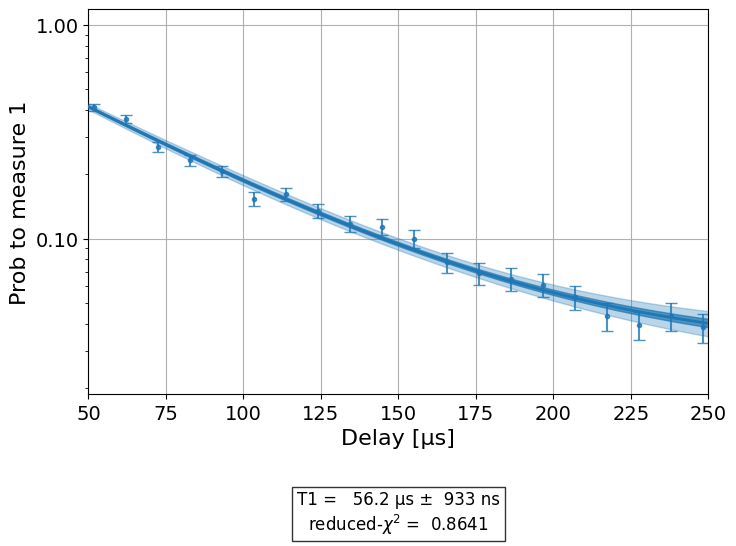 1.00
0.10
Prob to measure 1
50 75 100 125 150 175 200 225 250
Delay [μs]
T1 = 56.2 μs ± 933 ns
reduced-χ² = 0.8641